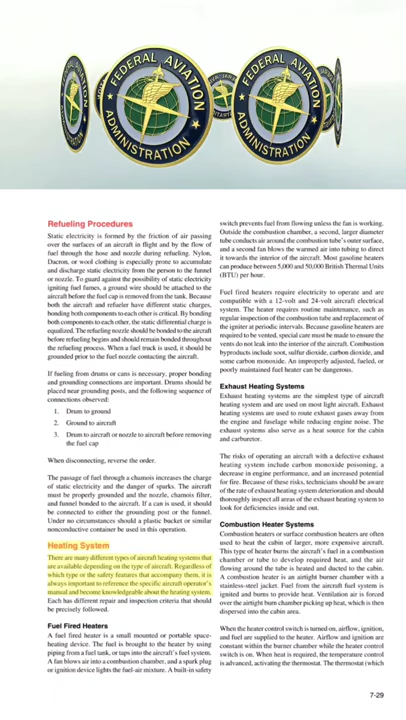 FEDERAL AVIATION
ADMINISTRATION
FEDERAL AVIATION
ADMINISTRATION
Refueling Procedures
Static electricity is formed by the friction of air passing
over the surfaces of an aircraft in flight and by the flow of
fuel through the hose and nozzle during refueling. Nylon,
Dacron, or wool clothing is especially prone to accumulate
and discharge static electricity from the person to the funnel
or nozzle. To guard against the possibility of static electricity
igniting fuel fumes, a ground wire should be attached to the
aircraft before the fuel cap is removed from the tank. Because
both the aircraft and refueler have different static charges,
bonding both components to each other is critical. By bonding
both components to each other, the static differential charge is
equalized. The refueling nozzle should be bonded to the aircraft
before refueling begins and should remain bonded throughout
the refueling process. When a fuel truck is used, it should be
grounded prior to the fuel nozzle contacting the aircraft.
If fueling from drums or cans is necessary, proper bonding
and grounding connections are important. Drums should be
placed near grounding posts, and the following sequence of
connections observed:
1. Drum to ground
2. Ground to aircraft
3. Drum to aircraft or nozzle to aircraft before removing
the fuel cap
When disconnecting, reverse the order.
The passage of fuel through a chamois increases the charge
of static electricity and the danger of sparks. The aircraft
must be properly grounded and the nozzle, chamois filter,
and funnel bonded to the aircraft. If a can is used, it should
be connected to either the grounding post or the funnel.
Under no circumstances should a plastic bucket or similar
nonconductive container be used in this operation.
Heating System
There are many different types of aircraft heating systems that
are available depending on the type of aircraft. Regardless of
which type or the safety features that accompany them, it is
always important to reference the specific aircraft operator's
manual and become knowledgeable about the heating system.
Each has different repair and inspection criteria that should
be precisely followed.
Fuel Fired Heaters
A fuel fired heater is a small mounted or portable space-
heating device. The fuel is brought to the heater by using
piping from a fuel tank, or taps into the aircraft's fuel system.
A fan blows air into a combustion chamber, and a spark plug
or ignition device lights the fuel-air mixture. A built-in safety
switch prevents fuel from flowing unless the fan is working.
Outside the combustion chamber, a second, larger diameter
tube conducts air around the combustion tube's outer surface,
and a second fan blows the warmed air into tubing to direct
it towards the interior of the aircraft. Most gasoline heaters
can produce between 5,000 and 50,000 British Thermal Units
(BTU) per hour.
Fuel fired heaters require electricity to operate and are
compatible with a 12-volt and 24-volt aircraft electrical
system. The heater requires routine maintenance, such as
regular inspection of the combustion tube and replacement of
the igniter at periodic intervals. Because gasoline heaters are
required to be vented, special care must be made to ensure the
vents do not leak into the interior of the aircraft. Combustion
byproducts include soot, sulfur dioxide, carbon dioxide, and
some carbon monoxide. An improperly adjusted, fueled, or
poorly maintained fuel heater can be dangerous.
Exhaust Heating Systems
Exhaust heating systems are the simplest type of aircraft
heating system and are used on most light aircraft. Exhaust
heating systems are used to route exhaust gases away from
the engine and fuselage while reducing engine noise. The
exhaust systems also serve as a heat source for the cabin
and carburetor.
The risks of operating an aircraft with a defective exhaust
heating system include carbon monoxide poisoning, a
decrease in engine performance, and an increased potential
for fire. Because of these risks, technicians should be aware
of the rate of exhaust heating system deterioration and should
thoroughly inspect all areas of the exhaust heating system to
look for deficiencies inside and out.
Combustion Heater Systems
Combustion heaters or surface combustion heaters are often
used to heat the cabin of larger, more expensive aircraft.
This type of heater burns the aircraft's fuel in a combustion
chamber or tube to develop required heat, and the air
flowing around the tube is heated and ducted to the cabin.
A combustion heater is an airtight burner chamber with a
stainless-steel jacket. Fuel from the aircraft fuel system is
ignited and burns to provide heat. Ventilation air is forced
over the airtight burn chamber picking up heat, which is then
dispersed into the cabin area.
When the heater control switch is turned on, airflow, ignition,
and fuel are supplied to the heater. Airflow and ignition are
constant within the burner chamber while the heater control
switch is on. When heat is required, the temperature control
is advanced, activating the thermostat. The thermostat (which
7-29